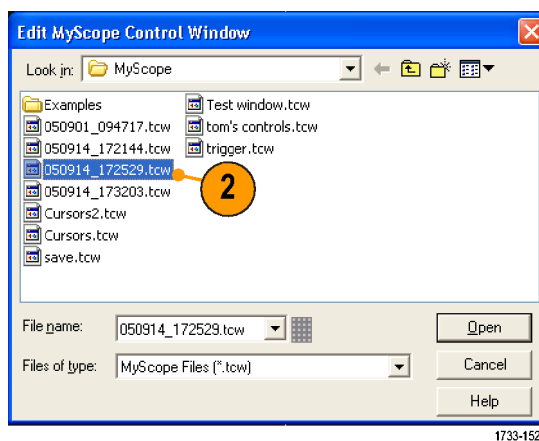 Edit MyScope Control Window
Look in: MyScope
Examples
050901_094717.tcw
050914_172144.tcw
050914_172529.tcw
050914_173203.tcw
Cursors2.tcw
Cursors.tcw
save.tcw
Test window.tcw
tom's controls.tcw
trigger.tcw
2
File name: 050914_172529.tcw Open
Files of type: MyScope Files (*.tcw) Cancel
Help
1733-152